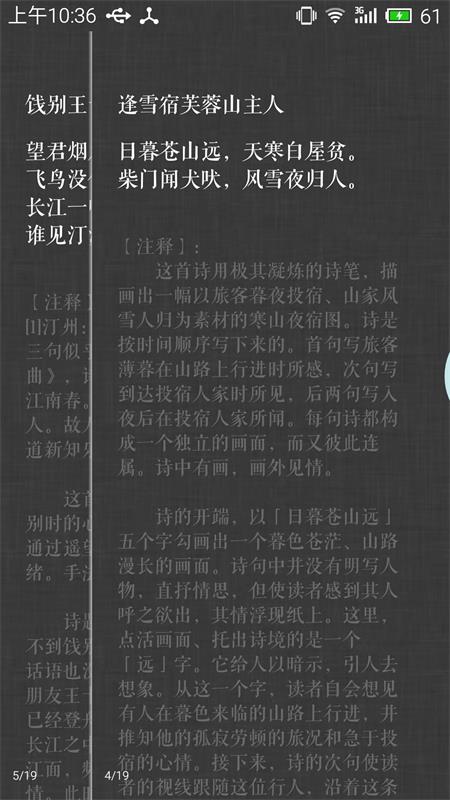 上午10:36
3G
61
饯别王
望君烟
飞鸟没
长江一
谁见汀
[注释]
[1]汀州:
三句似乎
曲》,
江南春。
人。故
道新知
这首
别时的心
通过遥望
绪。手法
诗题
不到饯别
话语也没
朋友王
已经登舟
长江之中
江面,
情。此时
5/19
逢雪宿芙蓉山主人
日暮苍山远,天寒白屋贫。
柴门闻犬吠,风雪夜归人。
[注释]:
这首诗用极其凝炼的诗笔,描
画出一幅以旅客暮夜投宿、山家风
雪人归为素材的寒山夜宿图。诗是
按时间顺序写下来的。首句写旅客
薄暮在山路上行进时所感,次句写
到达投宿人家时所见,后两句写入
夜后在投宿人家所闻。每句诗都构
成一个独立的画面,而又彼此连
属。诗中有画,画外见情。
诗的开端,以「日暮苍山远」
五个字勾画出一个暮色苍茫、山路
漫长的画面。诗句中并没有明写人
物,直抒情思,但使读者感到其人
呼之欲出,其情浮现纸上。这里,
点活画面、托出诗境的是一个
「远」字。它给人以暗示,引人去
想象。从这一个字,读者自会想见
有人在暮色来临的山路上行进,并
推知他的孤寂劳顿的旅况和急于投
宿的心情。接下来,诗的次句使读
者的视线跟随这位行人,沿着这条
4/19